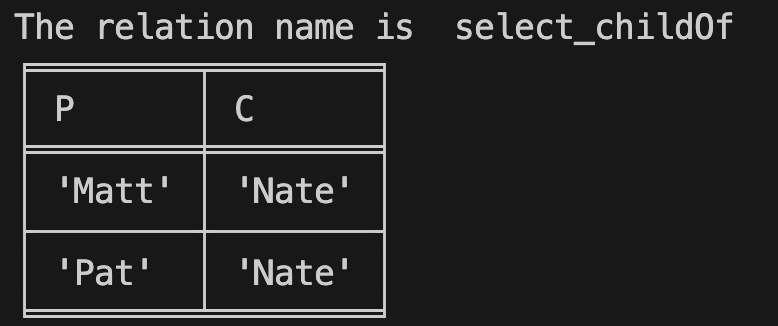 The relation name is  select_childOf
P C
'Matt' 'Nate'
'Pat' 'Nate'